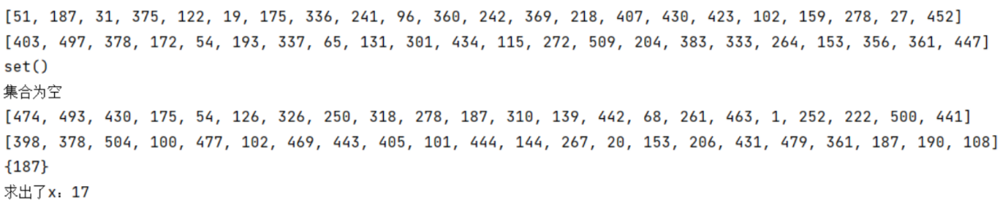 [51, 187, 31, 375, 122, 19, 175, 336, 241, 96, 360, 242, 369, 218, 407, 430, 423, 102, 159, 278, 27, 452]
[403, 497, 378, 172, 54, 193, 337, 65, 131, 301, 434, 115, 272, 509, 204, 383, 333, 264, 153, 356, 361, 447]
set()
集合为空
[474, 493, 430, 175, 54, 126, 326, 250, 318, 278, 187, 310, 139, 442, 68, 261, 463, 1, 252, 222, 500, 441]
[398, 378, 504, 100, 477, 102, 469, 443, 405, 101, 444, 144, 267, 20, 153, 206, 431, 479, 361, 187, 190, 108]
{187}
求出了x：17